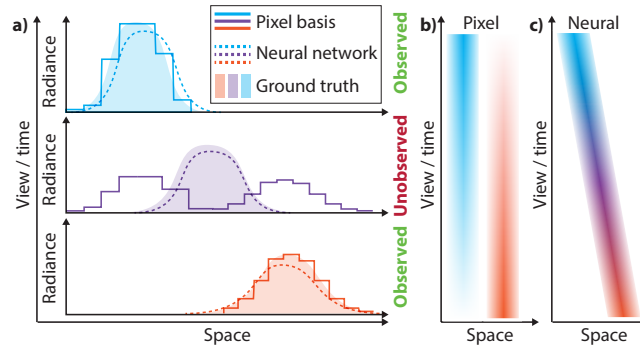 a)
Pixel basis
Neural network
Ground truth
Radiance
Observed
Radiance
Unobserved
Radiance
Observed
View / time
Space
b)
Pixel
View / time
Space
c)
Neural
View / time
Space